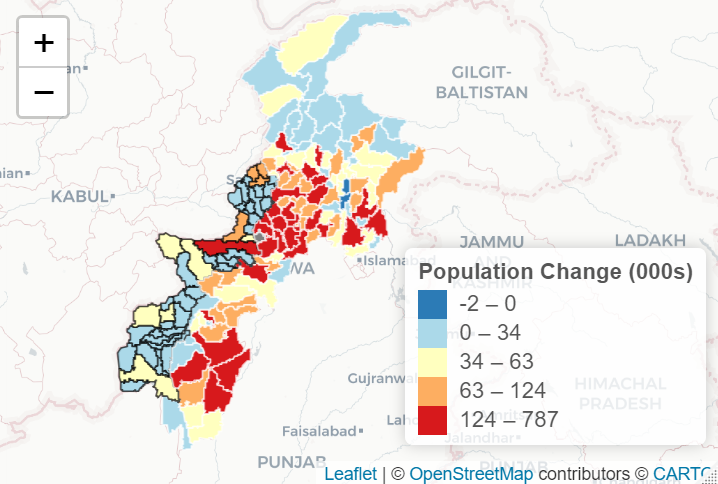 +
−
GILGIT-
BALTISTAN
KABUL
LADAKH
JAMMU
AND
KASHMIR
Islamabad
Population Change (000s)
-2 – 0
0 – 34
34 – 63
63 – 124
124 – 787
HIMACHAL
PRADESH
Faisalabad
Jalandhar
PUNJAB
PUNJAB
Leaflet | © OpenStreetMap contributors © CARTO